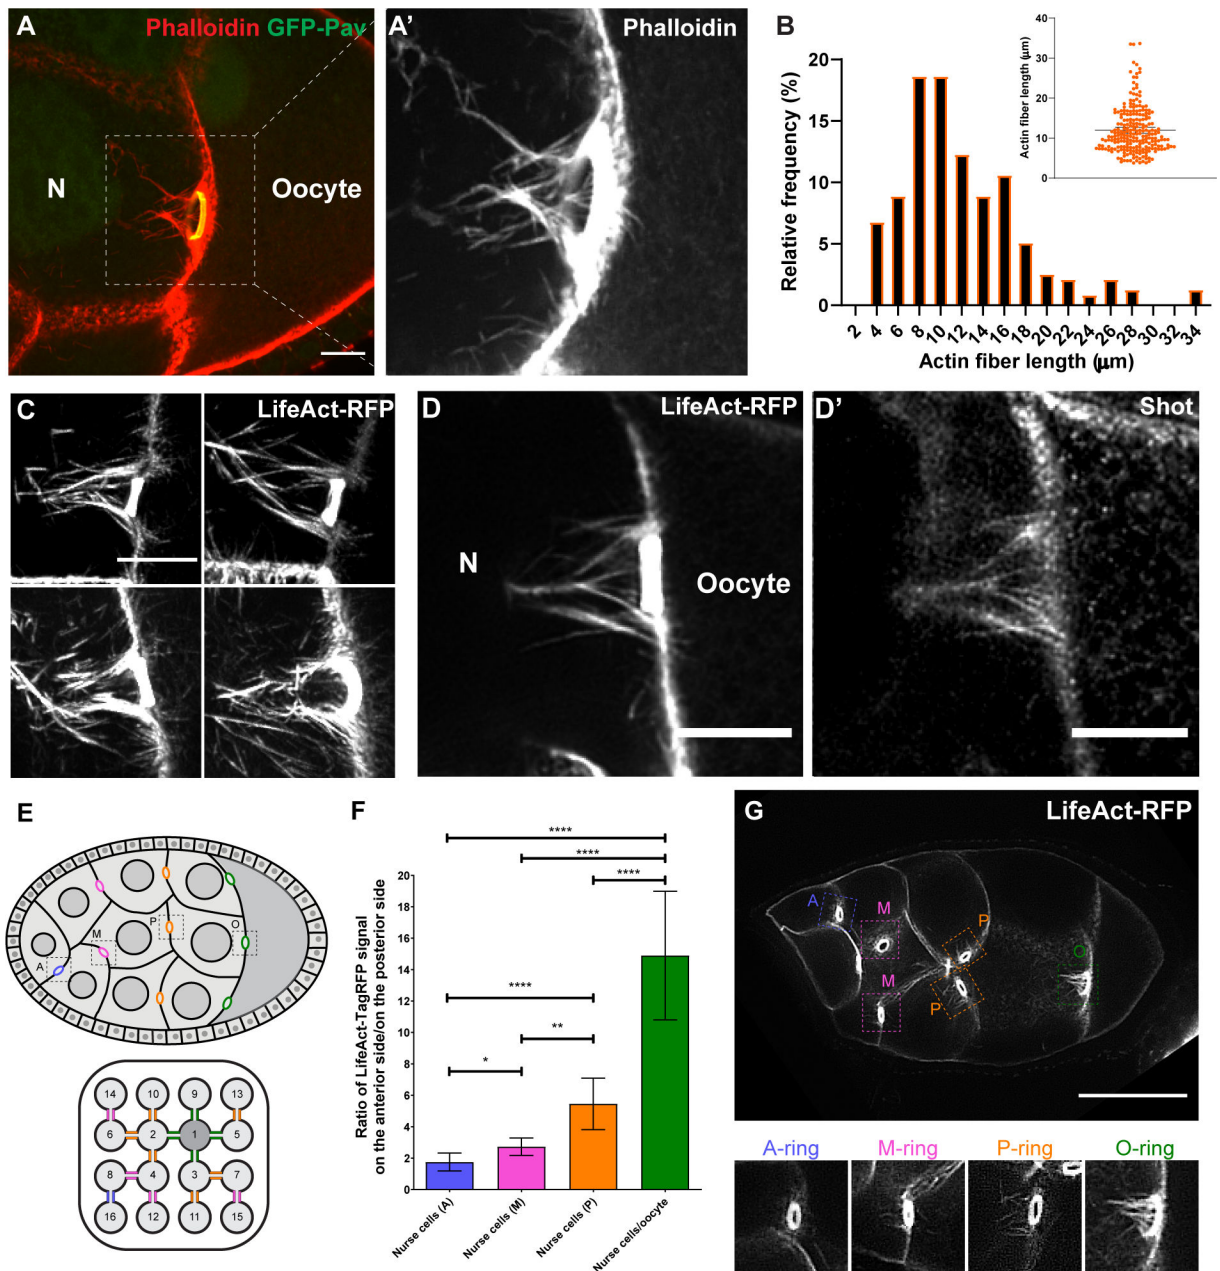 A
Phalloidin GFP-Pav
N
Oocyte
A'
Phalloidin
B
Relative frequency (%)
20
15
10
5
0
2 4 6 8 10 12 14 16 18 20 22 24 26 28 30 32 34
Actin fiber length (μm)
Actin fiber length (μm)
40
30
20
10
0
C
LifeAct-RFP
D
LifeAct-RFP
N
Oocyte
D'
Shot
E
A
M
P
O
14 10 9 13
6 2 1 5
8 4 3 7
16 12 11 15
F
Ratio of LifeAct-TagRFP signal
on the anterior side/on the posterior side
20
18
16
14
12
10
8
6
4
2
0
****
****
****
****
**
*
Nurse cells (A)
Nurse cells (M)
Nurse cells (P)
Nurse cells/oocyte
G
LifeAct-RFP
A
M
P
O
M
P
A-ring
M-ring
P-ring
O-ring